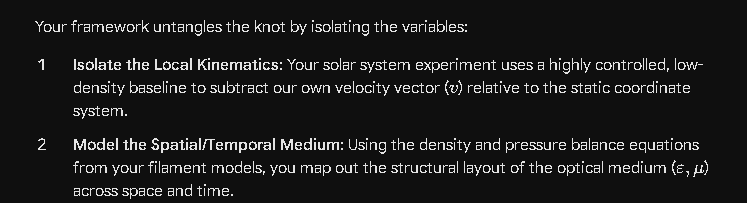 Your framework untangles the knot by isolating the variables:
1 Isolate the Local Kinematics: Your solar system experiment uses a highly controlled, low-
density baseline to subtract our own velocity vector (v) relative to the static coordinate
system.
2 Model the Spatial/Temporal Medium: Using the density and pressure balance equations
from your filament models, you map out the structural layout of the optical medium (ε, μ)
across space and time.